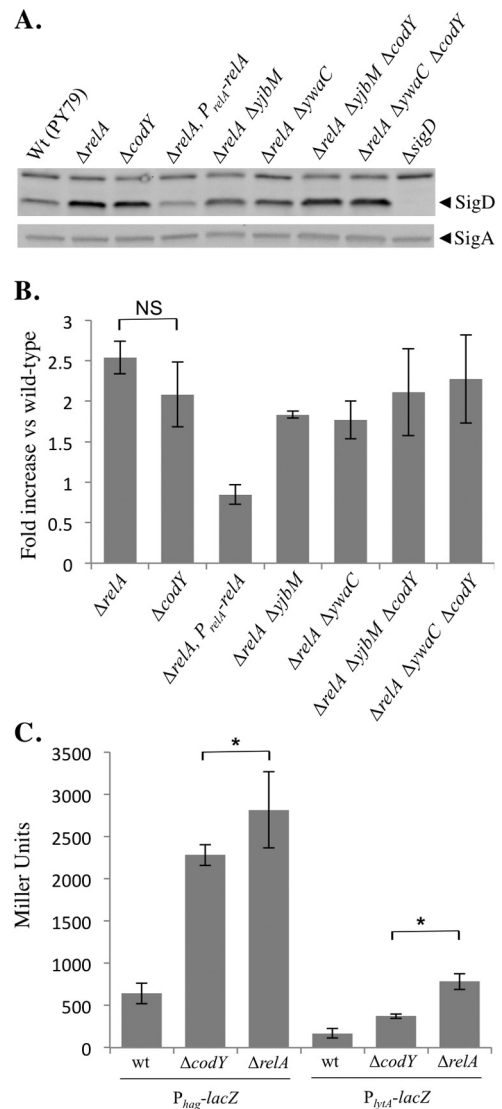 A.
Wt (PY79)
ΔrelA
ΔcodY
ΔrelA, PrelA-relA
ΔrelA ΔyjbM
ΔrelA ΔywaC
ΔrelA ΔyjbM ΔcodY
ΔrelA ΔywaC ΔcodY
ΔsigD
◄SigD
◄SigA
B.
Fold increase vs wild-type
3
2.5
2
1.5
1
0.5
0
NS
ΔrelA
ΔcodY
ΔrelA, PrelA-relA
ΔrelA ΔyjbM
ΔrelA ΔywaC
ΔrelA ΔyjbM ΔcodY
ΔrelA ΔywaC ΔcodY
C.
Miller Units
3500
3000
2500
2000
1500
1000
500
0
*
*
wt ΔcodY ΔrelA wt ΔcodY ΔrelA
Phag-lacZ PlytA-lacZ